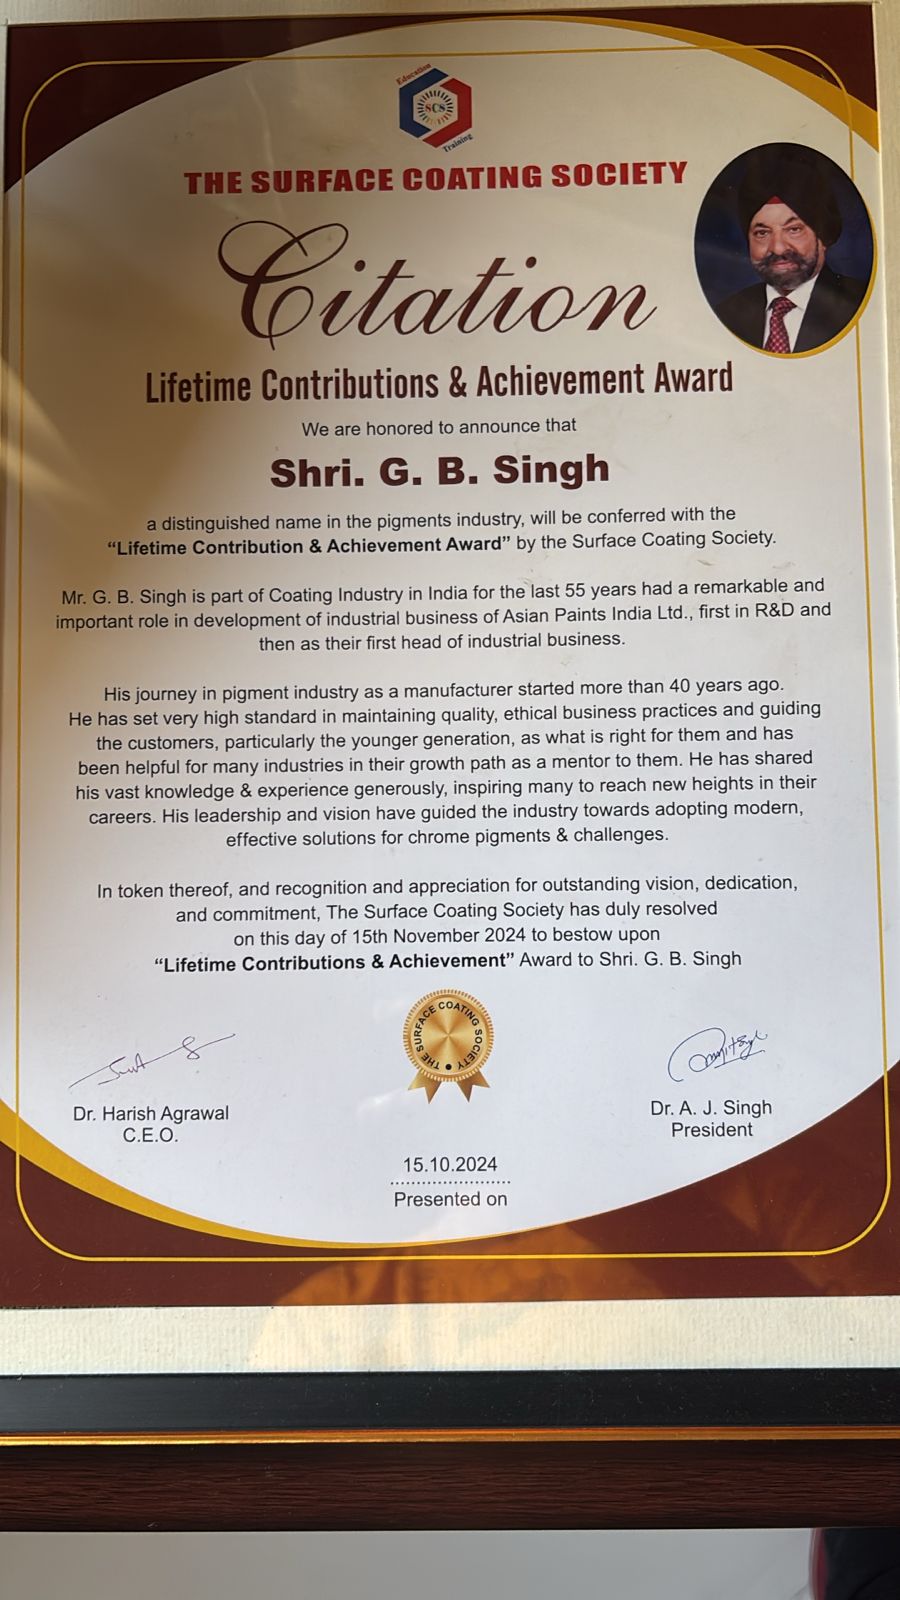 Education
SCS
Training
THE SURFACE COATING SOCIETY
Citation
Lifetime Contributions & Achievement Award
We are honored to announce that
Shri. G. B. Singh
a distinguished name in the pigments industry, will be conferred with the
“Lifetime Contribution & Achievement Award” by the Surface Coating Society.
Mr. G. B. Singh is part of Coating Industry in India for the last 55 years had a remarkable and
important role in development of industrial business of Asian Paints India Ltd., first in R&D and
then as their first head of industrial business.
His journey in pigment industry as a manufacturer started more than 40 years ago.
He has set very high standard in maintaining quality, ethical business practices and guiding
the customers, particularly the younger generation, as what is right for them and has
been helpful for many industries in their growth path as a mentor to them. He has shared
his vast knowledge & experience generously, inspiring many to reach new heights in their
careers. His leadership and vision have guided the industry towards adopting modern,
effective solutions for chrome pigments & challenges.
In token thereof, and recognition and appreciation for outstanding vision, dedication,
and commitment, The Surface Coating Society has duly resolved
on this day of 15th November 2024 to bestow upon
“Lifetime Contributions & Achievement” Award to Shri. G. B. Singh
THE SURFACE COATING SOCIETY
Dr. Harish Agrawal
C.E.O.
Dr. A. J. Singh
President
15.10.2024
Presented on